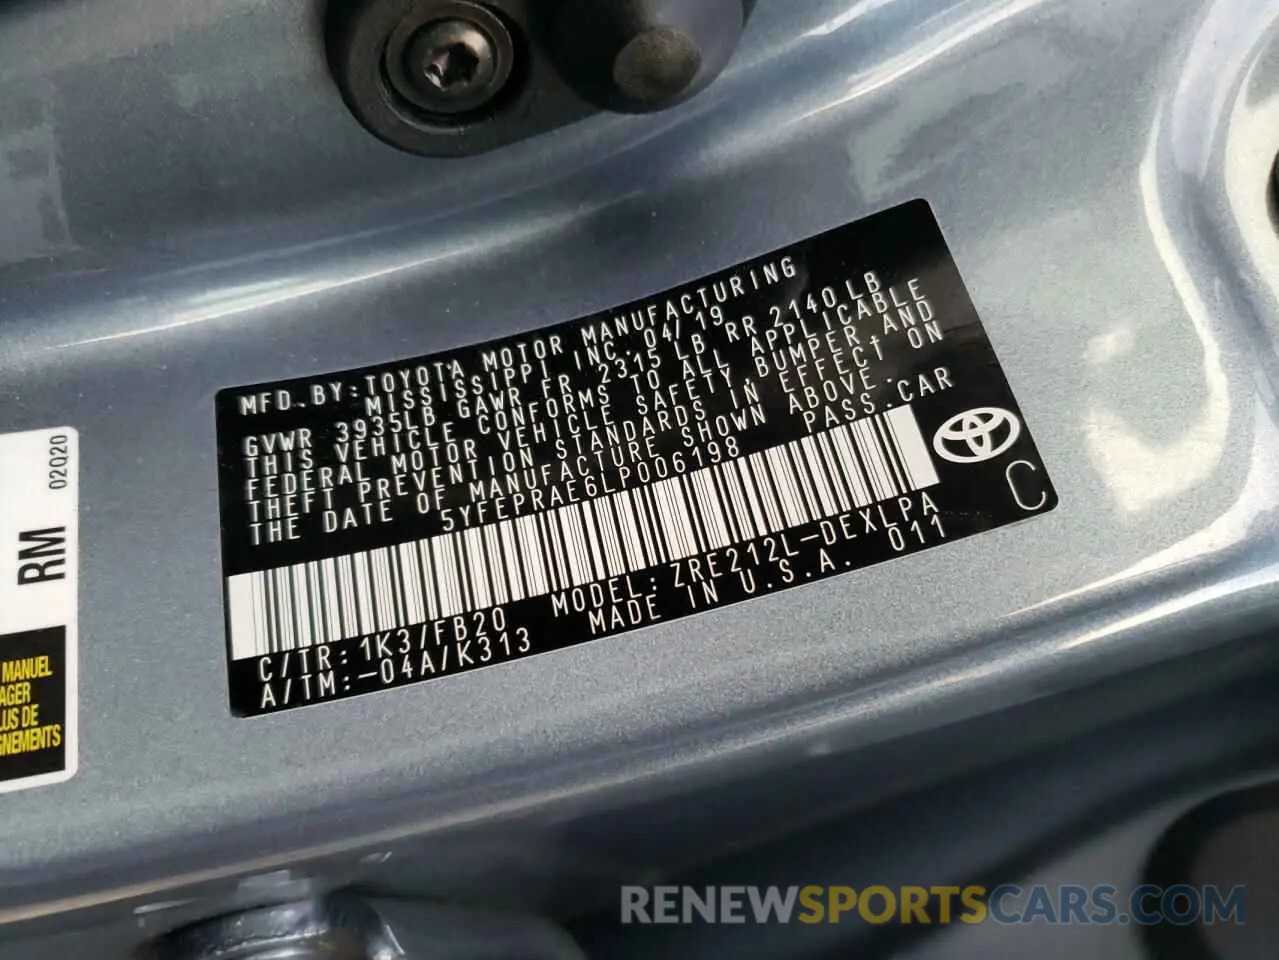 MFD. BY: TOYOTA MOTOR MANUFACTURING
MISSISSIPPI INC. 04/19
GVWR 3935LB GAWR FR 2315 LB RR 2140 LB
THIS VEHICLE CONFORMS TO ALL APPLICABLE
FEDERAL MOTOR VEHICLE SAFETY, BUMPER, AND
THEFT PREVENTION STANDARDS IN EFFECT ON
THE DATE OF MANUFACTURE SHOWN ABOVE.
5YFEPRAE6LP006198 PASS. CAR
C/TR: 1K3/FB20 MODEL: ZRE212L-DEXLPA
A/TM: -04A/K313 MADE IN U.S.A. 011
C
02Q20
RM
MANUEL
LUS DE
RENEWSPORTSCARS.COM